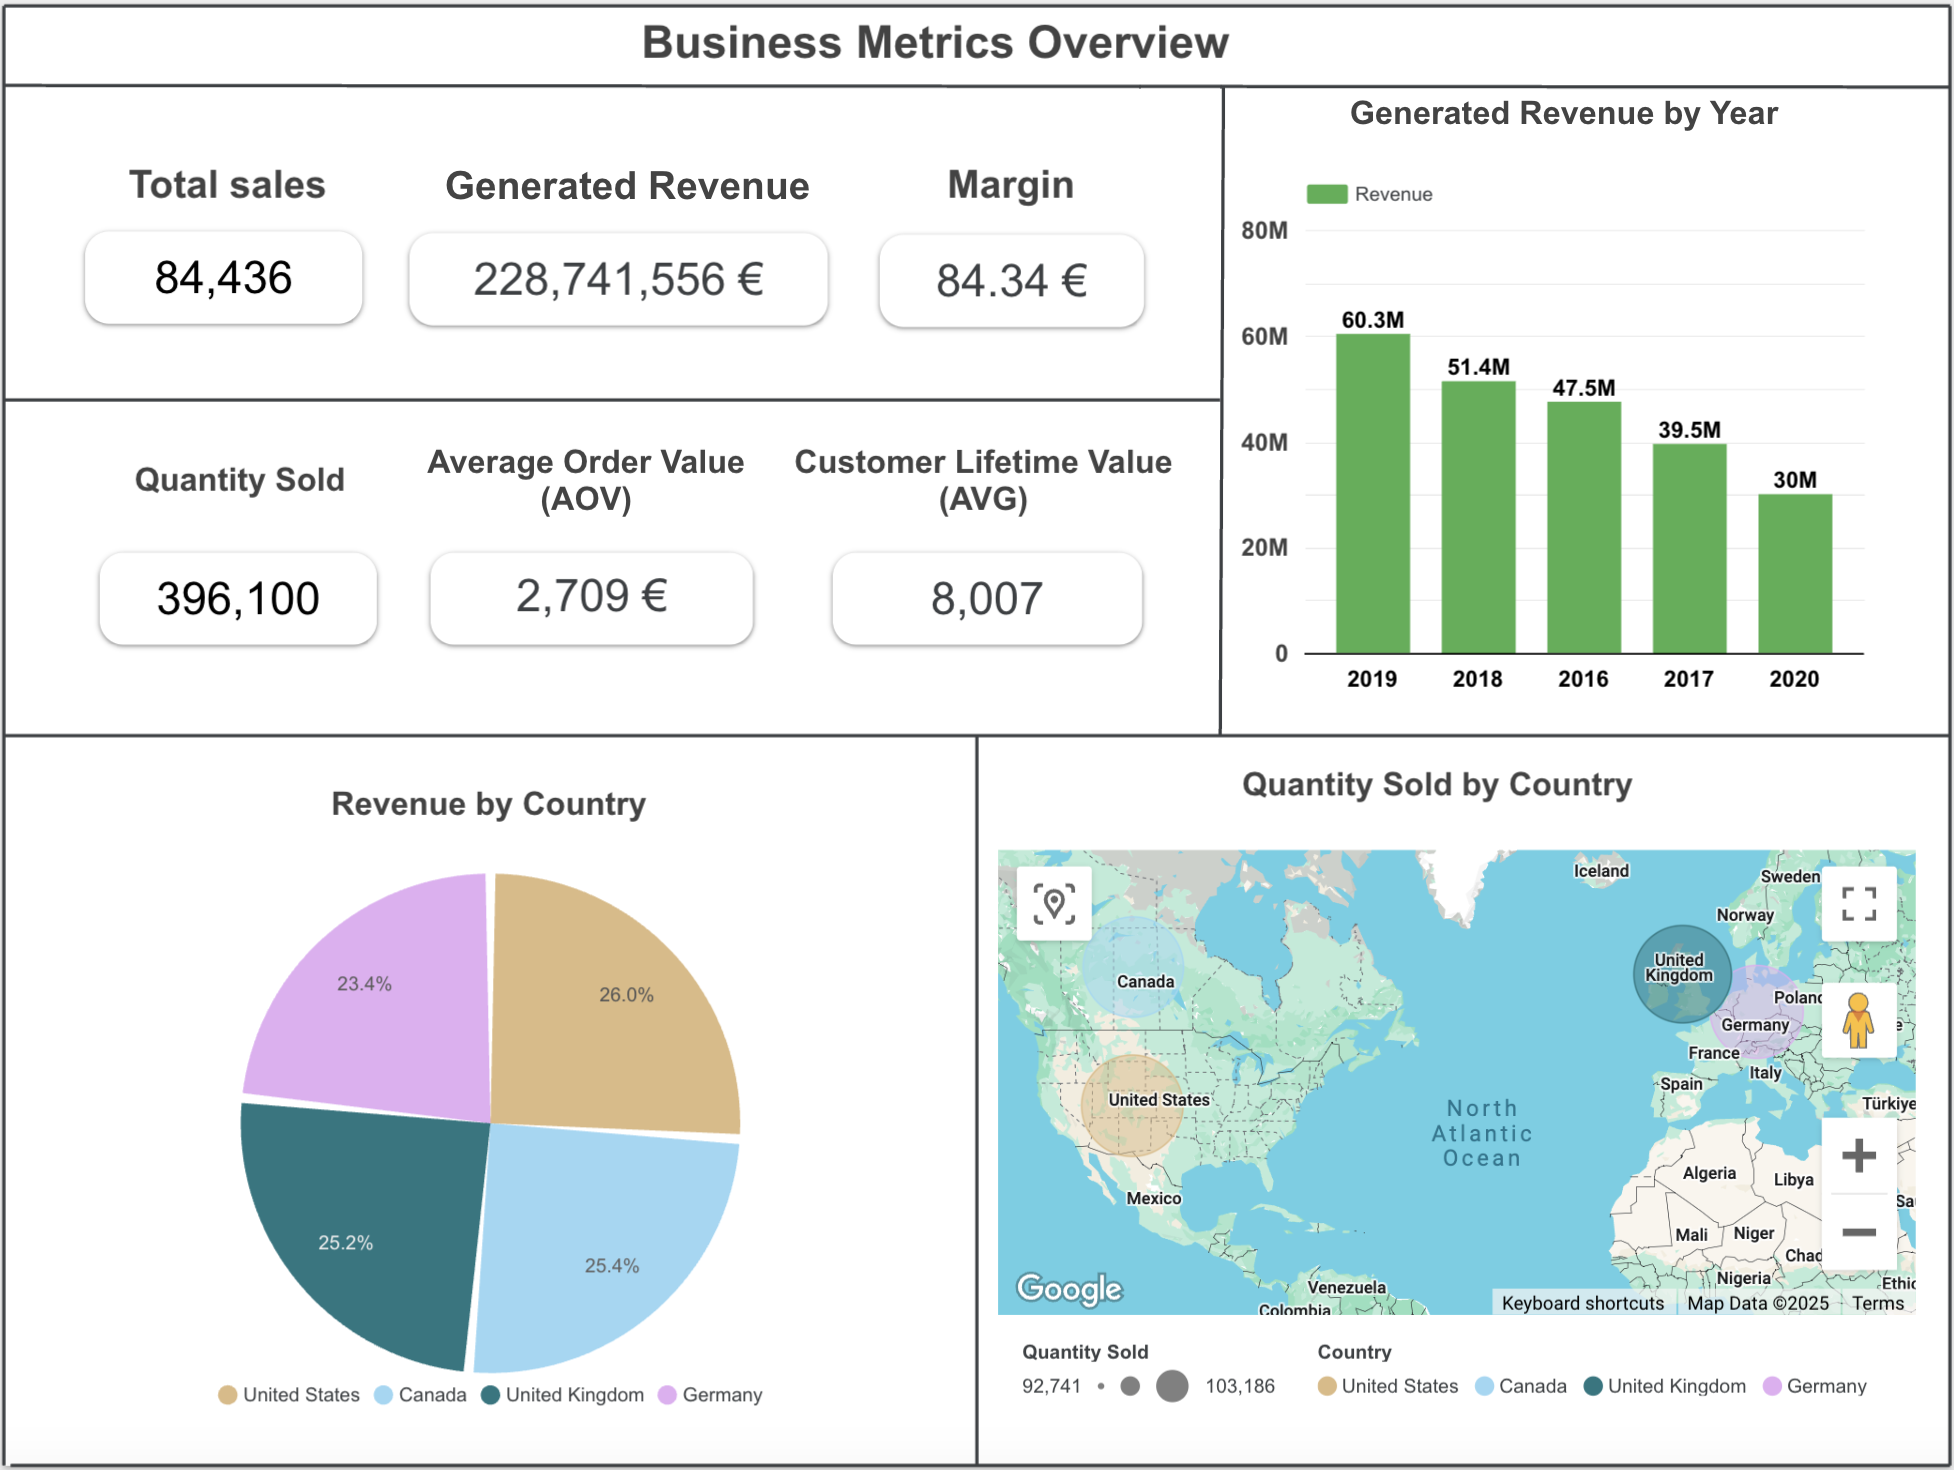 Business Metrics Overview
Total sales
Generated Revenue
Margin
84,436
228,741,556 €
84.34 €
Quantity Sold
Average Order Value
(AOV)
Customer Lifetime Value
(AVG)
396,100
2,709 €
8,007
Generated Revenue by Year
Revenue
80M
60M
40M
20M
0
60.3M
51.4M
47.5M
39.5M
30M
2019
2018
2016
2017
2020
Revenue by Country
23.4%
26.0%
25.2%
25.4%
United States
Canada
United Kingdom
Germany
Quantity Sold by Country
Iceland
Sweden
Norway
United
Kingdom
Canada
Poland
Germany
France
Italy
Spain
United States
Türkiye
North
Atlantic
Ocean
Algeria
Libya
Mexico
Mali
Niger
Chad
Nigeria
Venezuela
Colombia
Google
Keyboard shortcuts
Map Data ©2025
Terms
Quantity Sold
92,741
103,186
Country
United States
Canada
United Kingdom
Germany